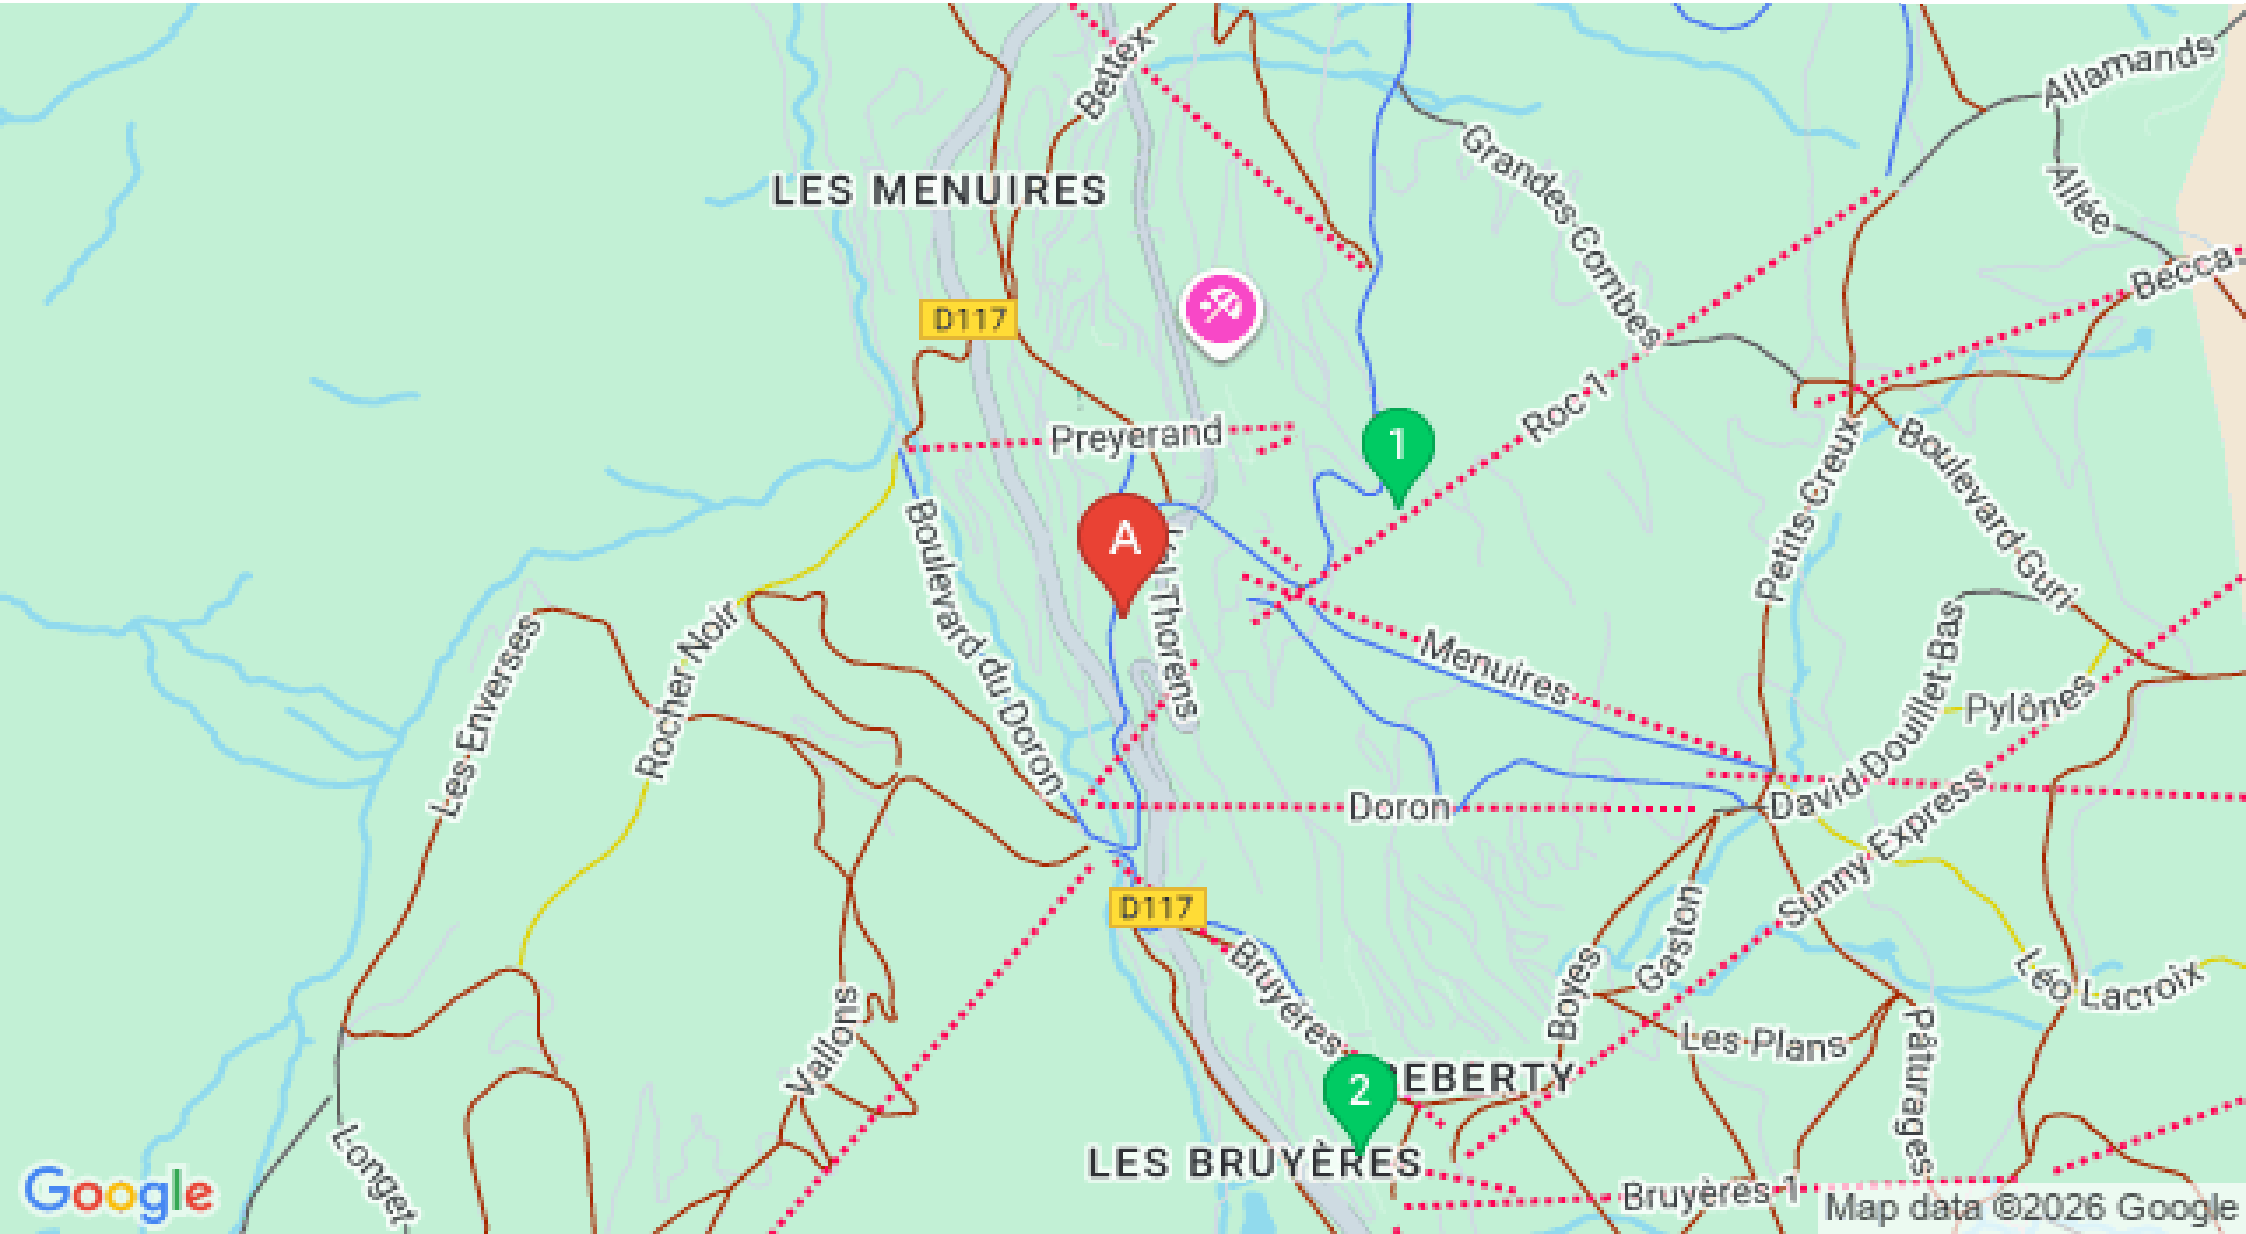 Bettex
Allamands
Grandes Combes
Allée
LES MENUIRES
Becca
D117
Roc 1
Preyerand
1
Petits Creux
Boulevard Guri
A
Boulevard du Doron
Val Thorens
Rocher Noir
Les Enverses
Menuires
David Douillet Bas
Pylônes
Doron
Sunny Express
D117
Bruyères
Boyes
Gaston
Léo Lacroix
Les Plans
Vallons
Pâturages
2
LES BRUYÈRES
Bruyères 1
Longet
Google
Map data ©2026 Google